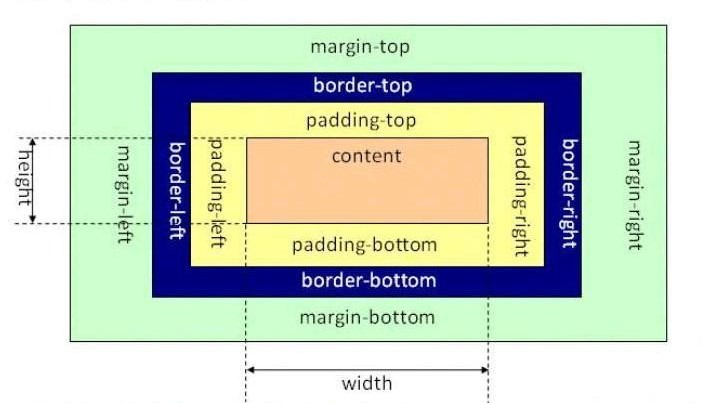 margin-top
border-top
padding-top
content
height
margin-left
border-left
padding-left
padding-right
border-right
margin-right
padding-bottom
border-bottom
margin-bottom
width